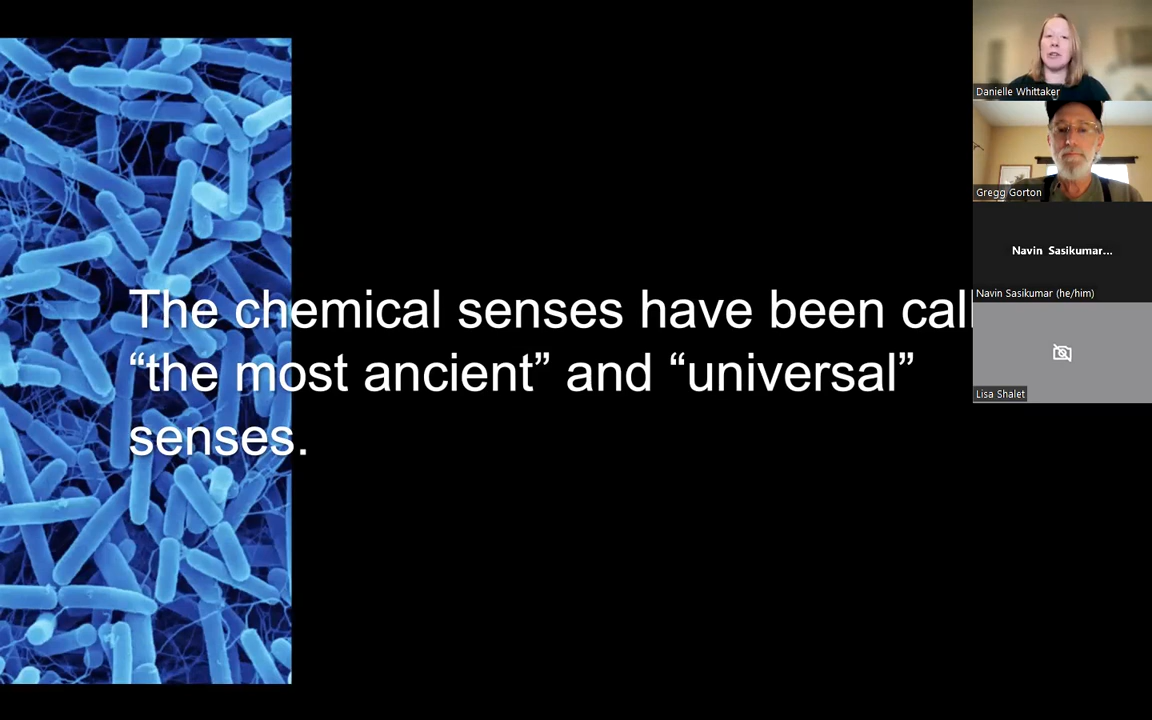 The chemical senses have been call
“the most ancient” and “universal”
senses.
Danielle Whittaker
Gregg Gorton
Navin Sasikumar...
Navin Sasikumar (he/him)
Lisa Shalet